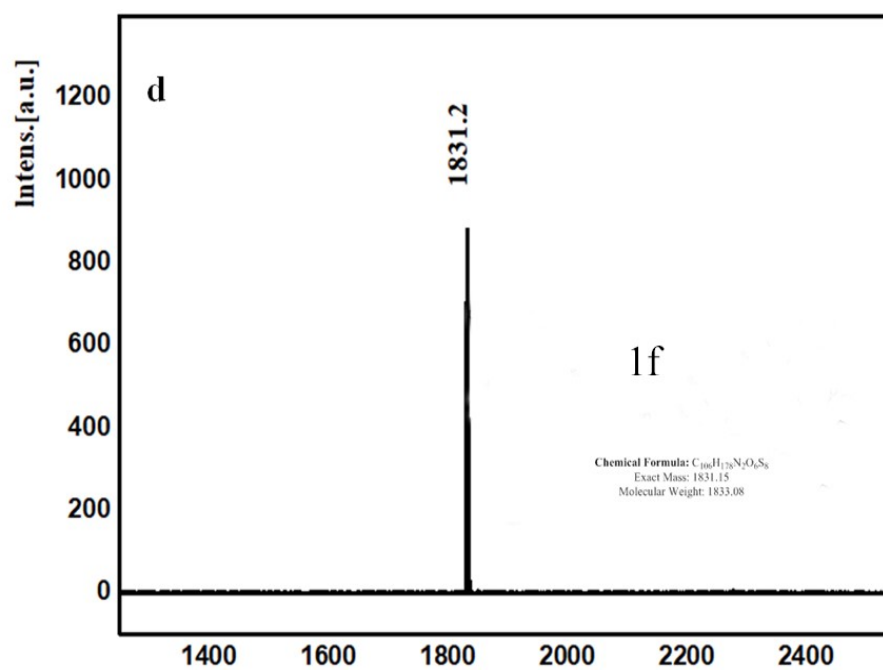 Intens.[a.u.]
d
1831.2
1200
1000
800
600
400
200
0
1f
Chemical Formula: C₁₀₆H₁₇₈N₂O₆S₈
Exact Mass: 1831.15
Molecular Weight: 1833.08
1400 1600 1800 2000 2200 2400